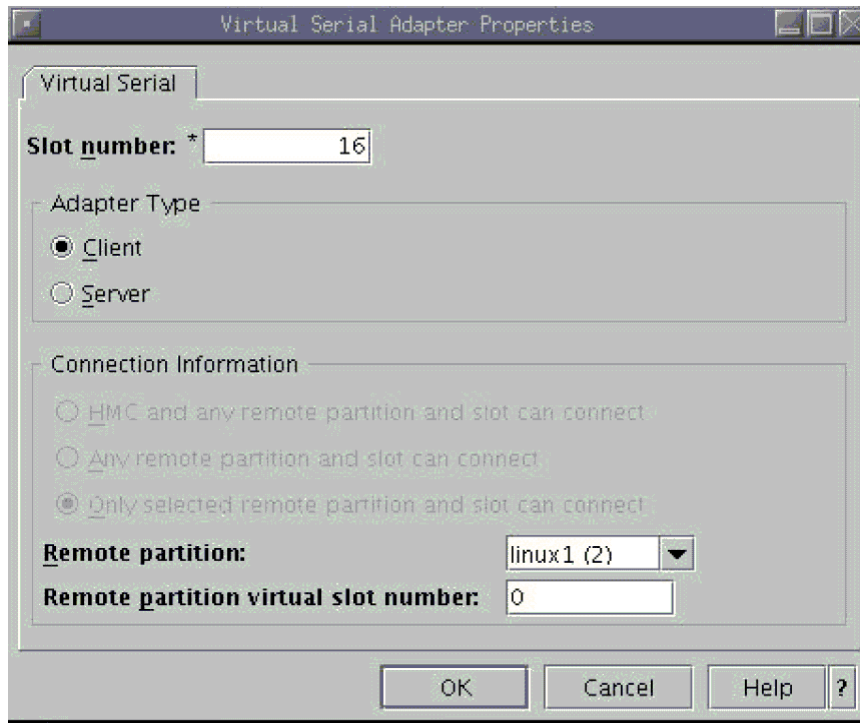 Virtual Serial Adapter Properties
Virtual Serial
Slot number: * 16
Adapter Type
Client
Server
Connection Information
HMC and any remote partition and slot can connect
Any remote partition and slot can connect
Only selected remote partition and slot can connect
Remote partition: linux1 (2)
Remote partition virtual slot number: 0
OK Cancel Help ?